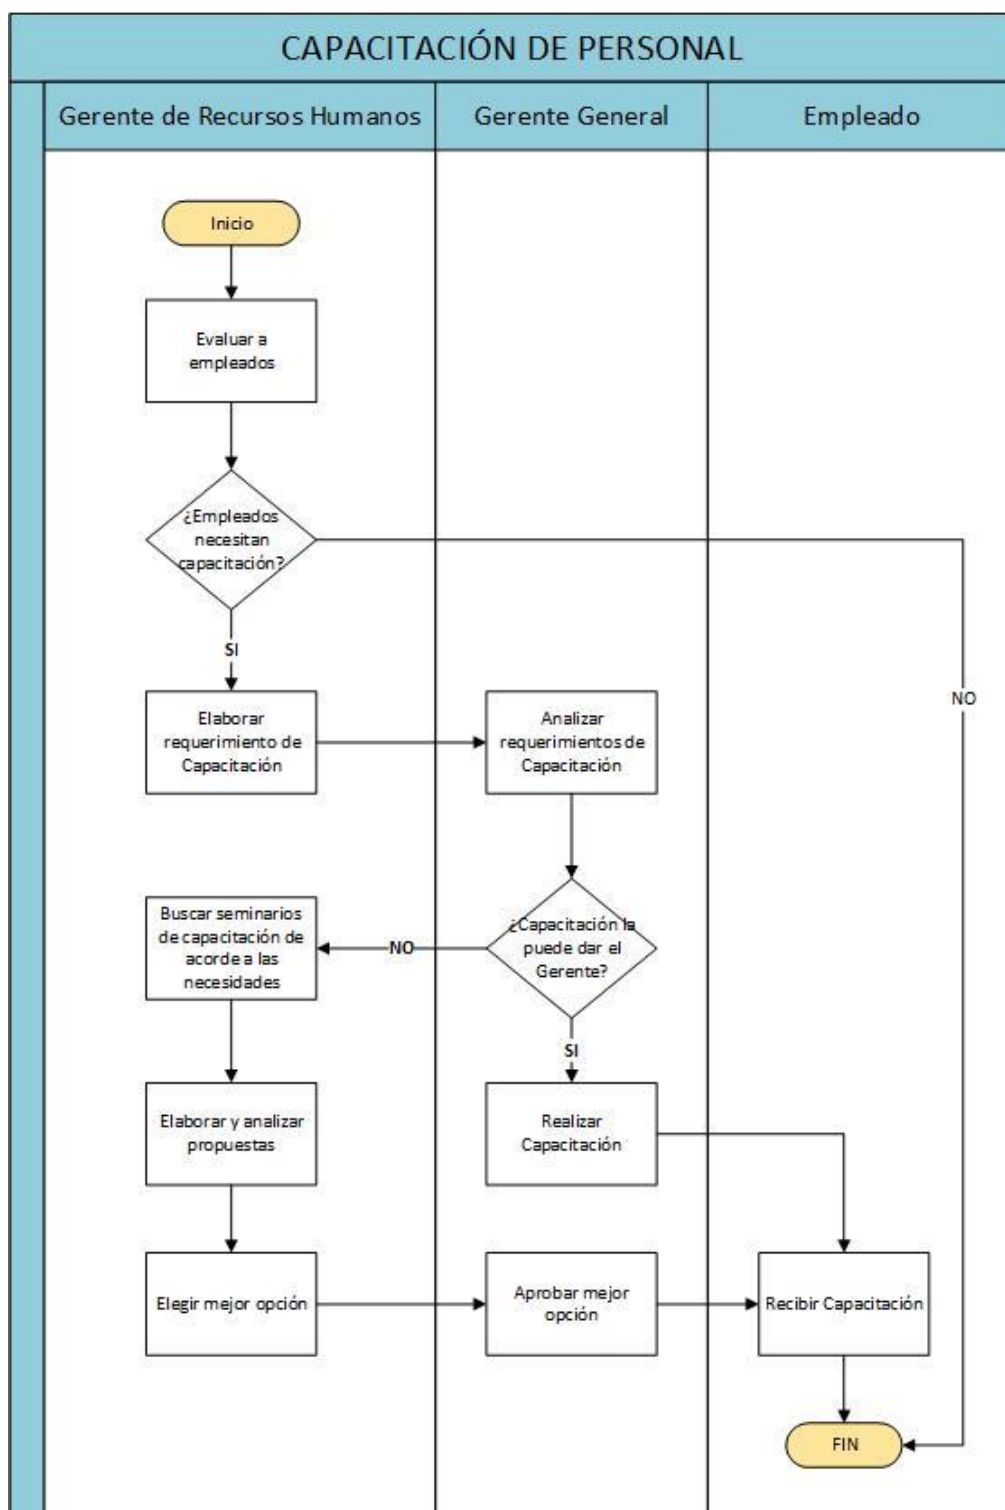 CAPACITACIÓN DE PERSONAL
Gerente de Recursos Humanos
Gerente General
Empleado
Inicio
Evaluar a
empleados
¿Empleados
necesitan
capacitación?
SI
NO
Elaborar
requerimiento de
Capacitación
Analizar
requerimientos de
Capacitación
¿Capacitación la
puede dar el
Gerente?
NO
Buscar seminarios
de capacitación de
acorde a las
necesidades
SI
Elaborar y analizar
propuestas
Realizar
Capacitación
Elegir mejor opción
Aprobar mejor
opción
Recibir Capacitación
FIN